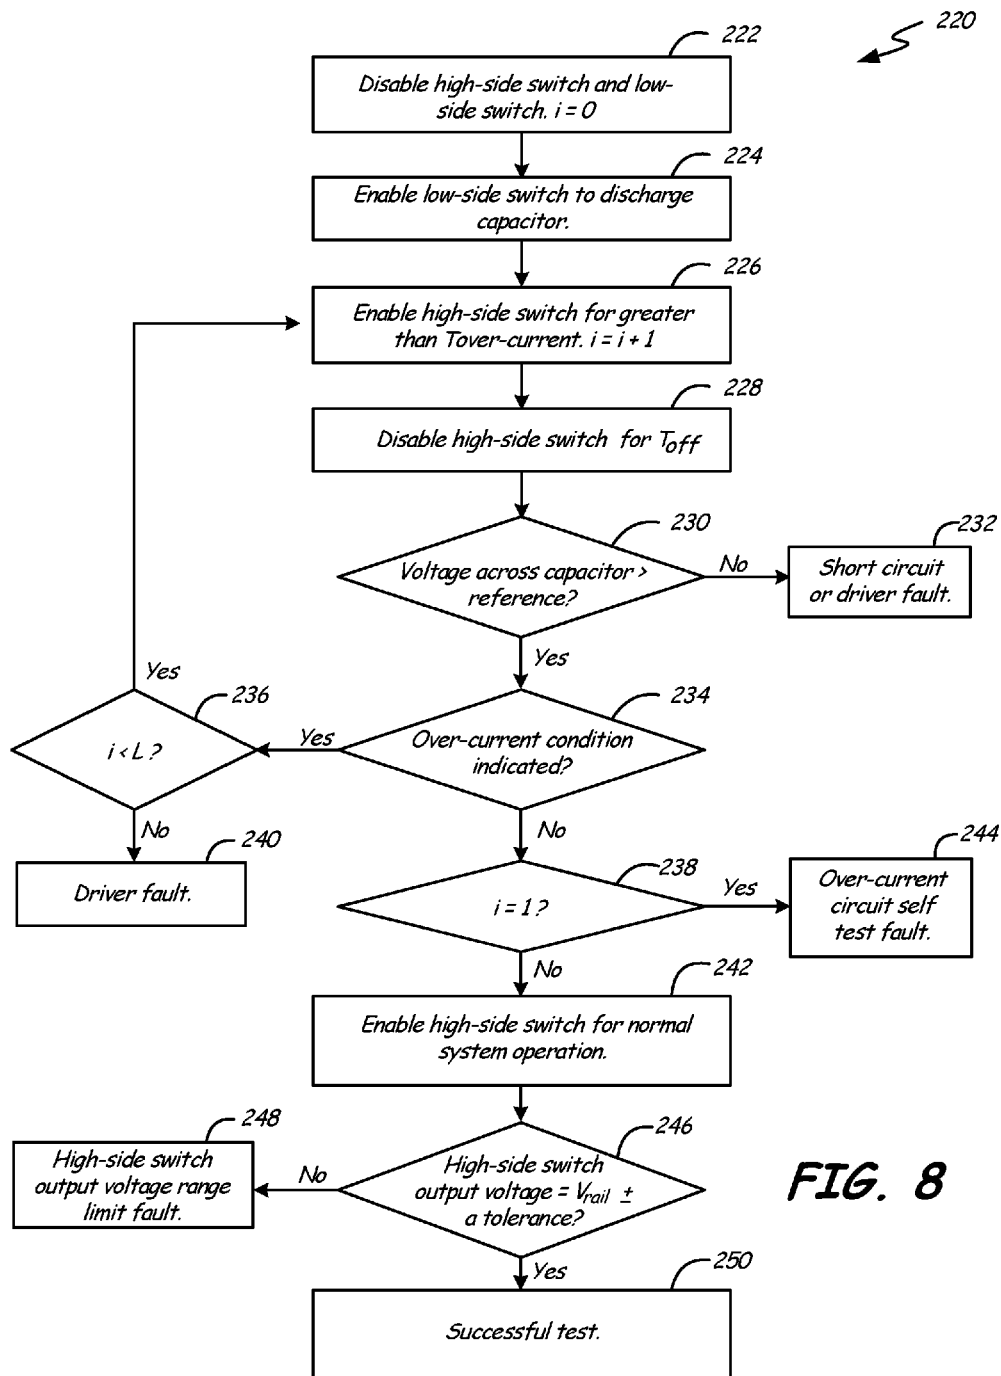 220
222
Disable high-side switch and low-
side switch. i = 0
224
Enable low-side switch to discharge
capacitor.
226
Enable high-side switch for greater
than Tover-current. i = i + 1
228
Disable high-side switch for Toff
230
Voltage across capacitor >
reference?
No
232
Short circuit
or driver fault.
Yes
234
Over-current condition
indicated?
Yes
236
i < L ?
Yes
No
240
Driver fault.
No
238
i = 1 ?
Yes
244
Over-current
circuit self
test fault.
No
242
Enable high-side switch for normal
system operation.
246
High-side switch
output voltage = Vrail ±
a tolerance?
No
248
High-side switch
output voltage range
limit fault.
Yes
250
Successful test.
FIG. 8